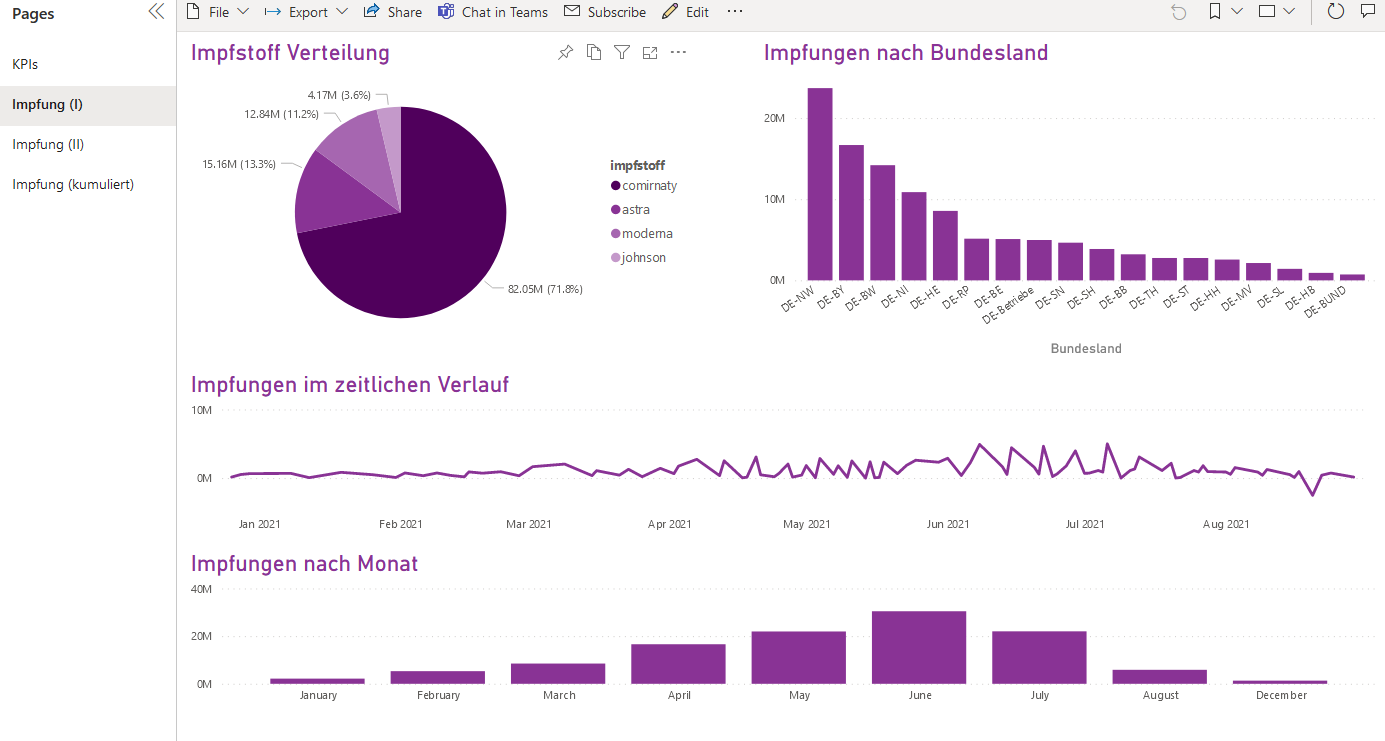 Pages
File Export Share Chat in Teams Subscribe Edit
KPIs
Impfung (I)
Impfung (II)
Impfung (kumuliert)
Impfstoff Verteilung
4.17M (3.6%)
12.84M (11.2%)
15.16M (13.3%)
82.05M (71.8%)
impfstoff
comirnaty
astra
moderna
johnson
Impfungen nach Bundesland
20M
10M
0M
DE-NW DE-BY DE-BW DE-NI DE-HE DE-RP DE-BE DE-Betriebe DE-SN DE-SH DE-BB DE-TH DE-ST DE-HH DE-MV DE-SL DE-HB DE-BUND
Bundesland
Impfungen im zeitlichen Verlauf
10M
0M
Jan 2021 Feb 2021 Mar 2021 Apr 2021 May 2021 Jun 2021 Jul 2021 Aug 2021
Impfungen nach Monat
40M
20M
0M
January February March April May June July August December